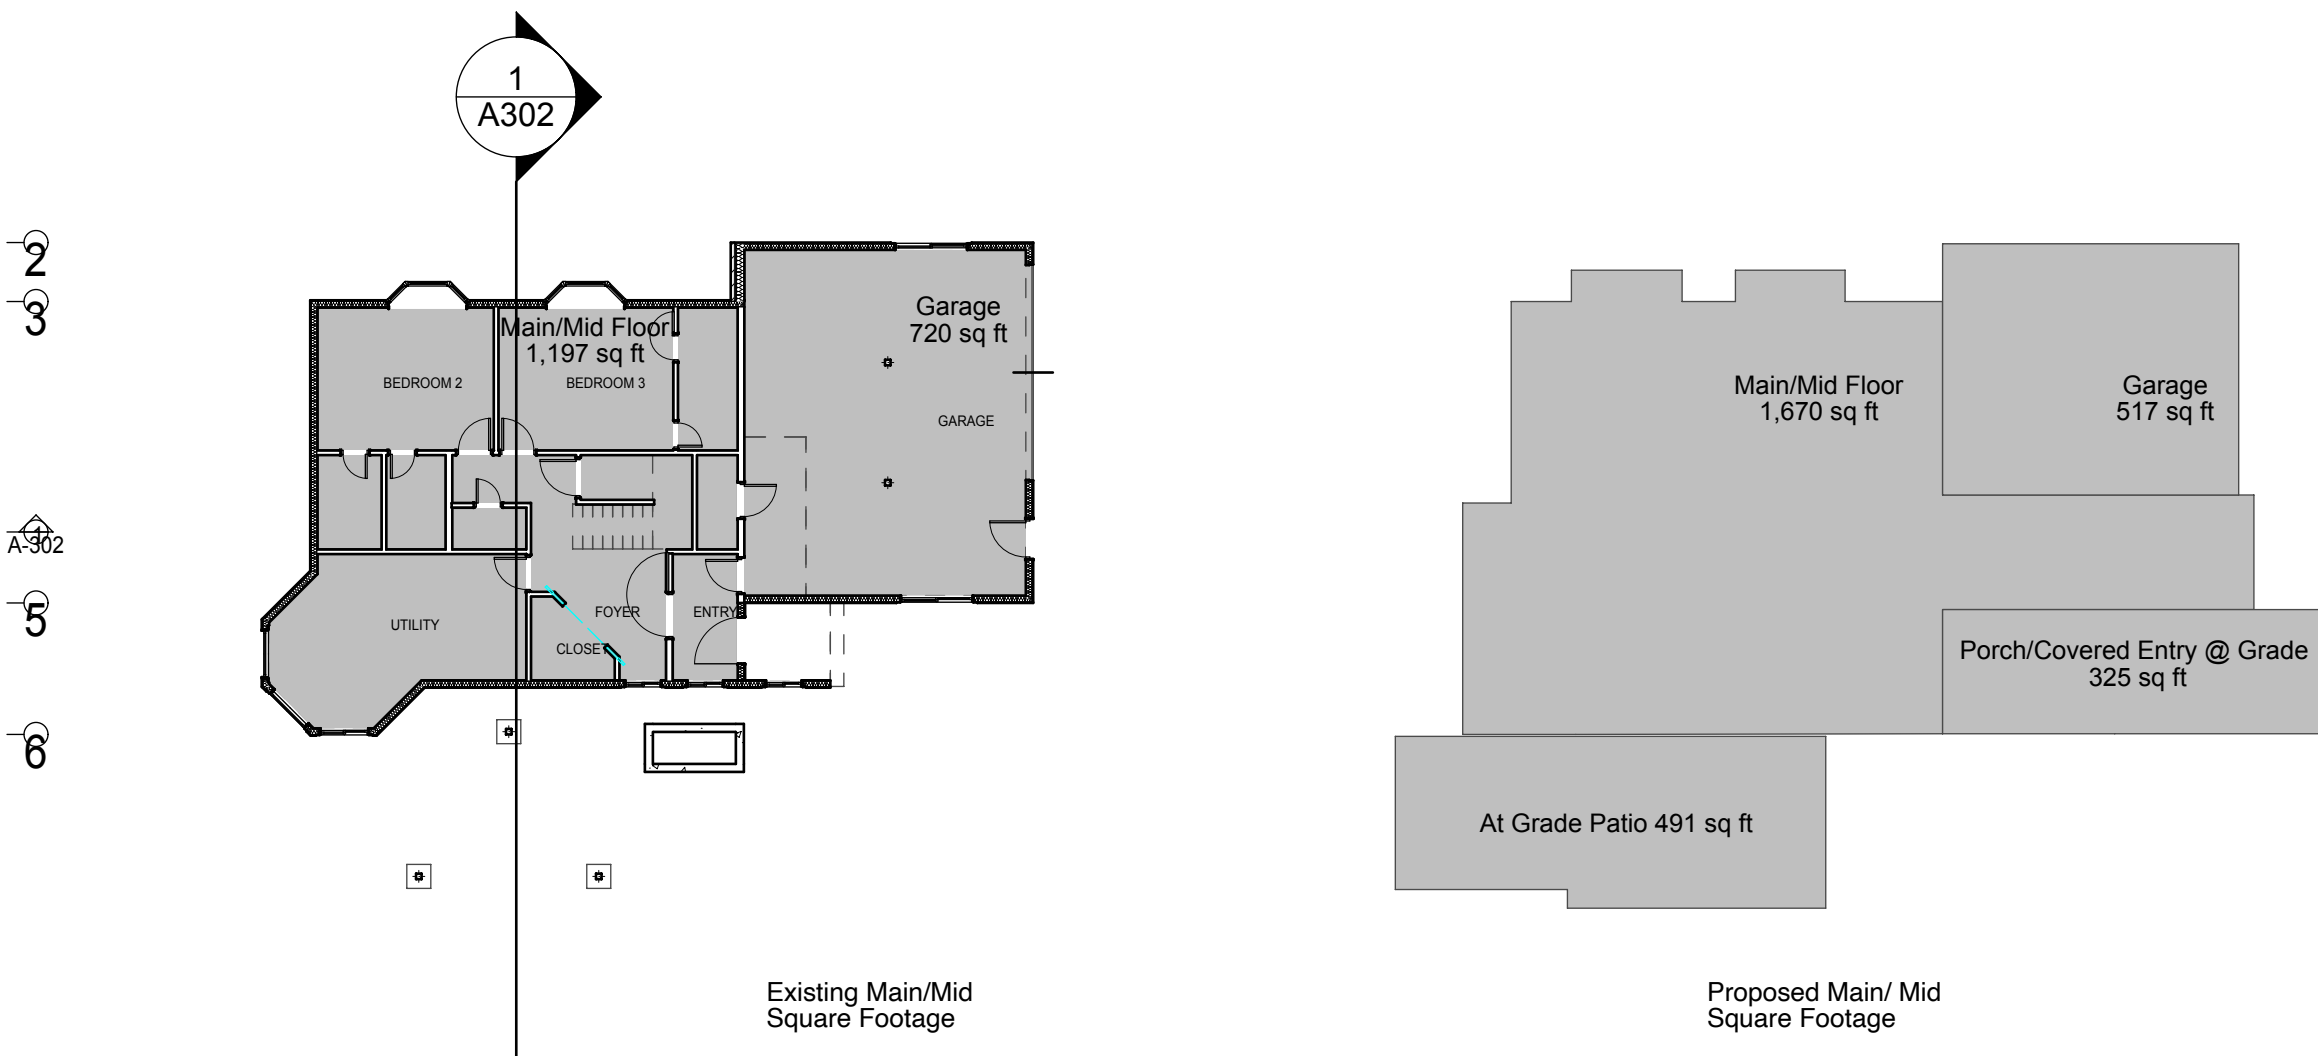 1
A302
2
3
1
A-302
5
6
Main/Mid Floor
1,197 sq ft
BEDROOM 2
BEDROOM 3
Garage
720 sq ft
GARAGE
UTILITY
FOYER
ENTRY
CLOSET
Existing Main/Mid
Square Footage
Main/Mid Floor
1,670 sq ft
Garage
517 sq ft
Porch/Covered Entry @ Grade
325 sq ft
At Grade Patio 491 sq ft
Proposed Main/ Mid
Square Footage